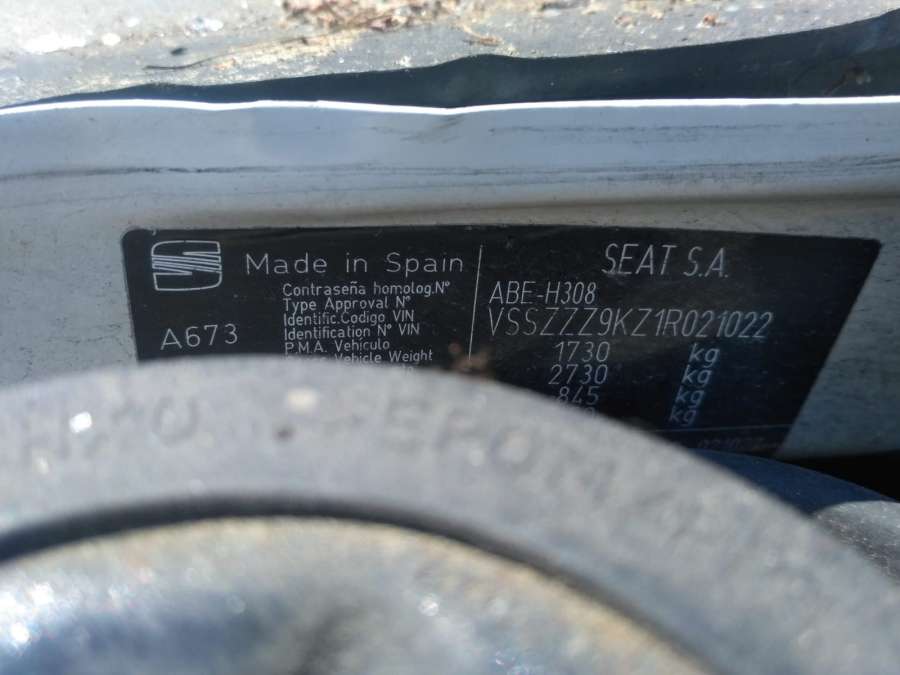 Made in Spain
SEAT S.A.
Contraseña homolog.Nº
Type Approval Nº
ABE-H308
Identific.Codigo VIN
Identification Nº VIN
VSSZZZ9KZ1R021022
A673
P.M.A. Vehiculo
Vehicle Weight
1730 kg
2730 kg
845 kg
kg